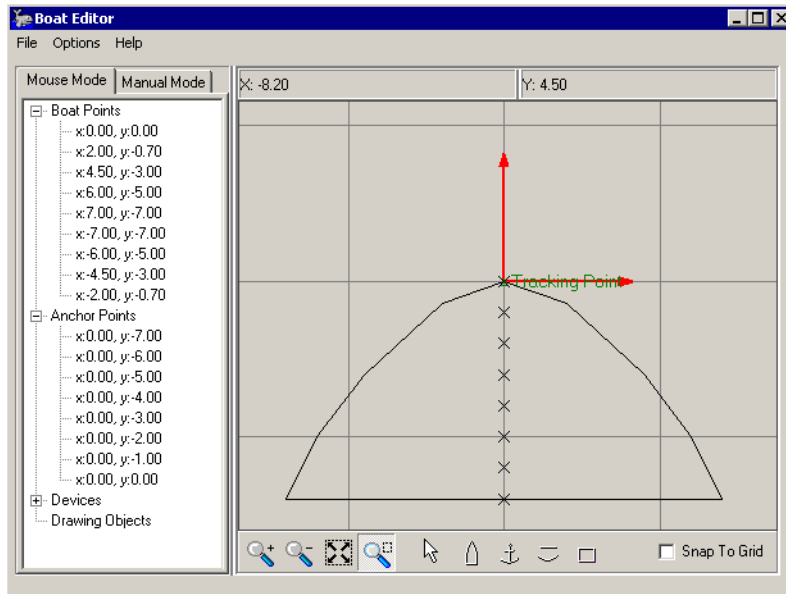 Boat Editor
File Options Help
Mouse Mode Manual Mode
X: -8.20 Y: 4.50
Boat Points
x:0.00, y:0.00
x:2.00, y:-0.70
x:4.50, y:-3.00
x:6.00, y:-5.00
x:7.00, y:-7.00
x:-7.00, y:-7.00
x:-6.00, y:-5.00
x:-4.50, y:-3.00
x:-2.00, y:-0.70
Anchor Points
x:0.00, y:-7.00
x:0.00, y:-6.00
x:0.00, y:-5.00
x:0.00, y:-4.00
x:0.00, y:-3.00
x:0.00, y:-2.00
x:0.00, y:-1.00
x:0.00, y:0.00
Devices
Drawing Objects
Tracking Point
Snap To Grid